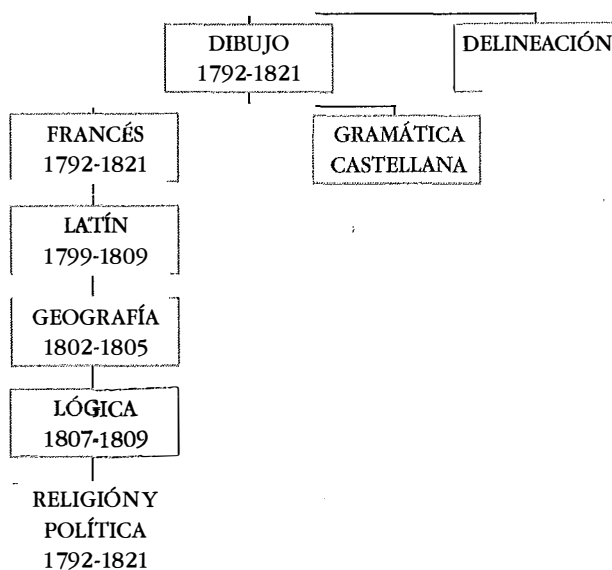 DIBUJO
1792-1821
DELINEACIÓN
FRANCÉS
1792-1821
GRAMÁTICA
CASTELLANA
LATÍN
1799-1809
GEOGRAFÍA
1802-1805
LÓGICA
1807-1809
RELIGIÓN Y
POLÍTICA
1792-1821